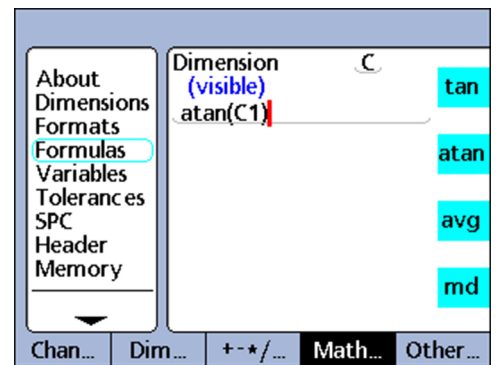 About
Dimensions
Formats
Formulas
Variables
Tolerances
SPC
Header
Memory
Dimension C
(visible)
atan(C1)
tan
atan
avg
md
Chan... Dim... +-*/... Math... Other...